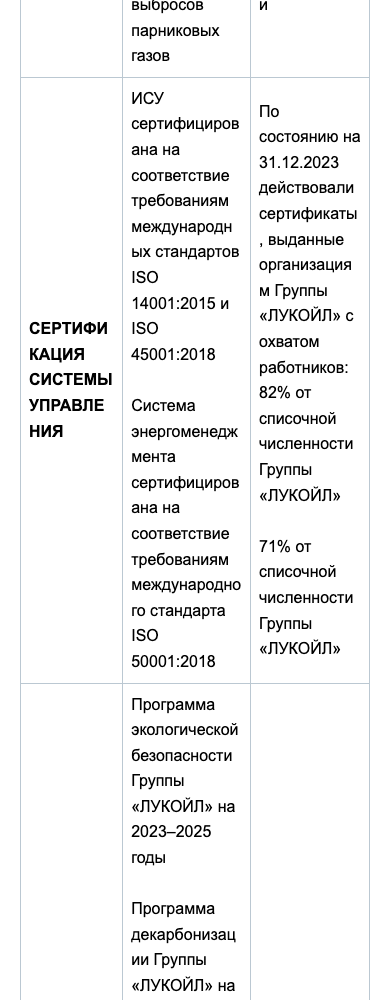 выбросов
парниковых
газов
и
СЕРТИФИ
КАЦИЯ
СИСТЕМЫ
УПРАВЛЕ
НИЯ
ИСУ
сертифициров
ана на
соответствие
требованиям
международн
ых стандартов
ISO
14001:2015 и
ISO
45001:2018
Система
энергоменедж
мента
сертифициров
ана на
соответствие
требованиям
международно
го стандарта
ISO
50001:2018
По
состоянию на
31.12.2023
действовали
сертификаты
, выданные
организация
м Группы
«ЛУКОЙЛ» с
охватом
работников:
82% от
списочной
численности
Группы
«ЛУКОЙЛ»
71% от
списочной
численности
Группы
«ЛУКОЙЛ»
Программа
экологической
безопасности
Группы
«ЛУКОЙЛ» на
2023–2025
годы
Программа
декарбонизац
ии Группы
«ЛУКОЙЛ» на